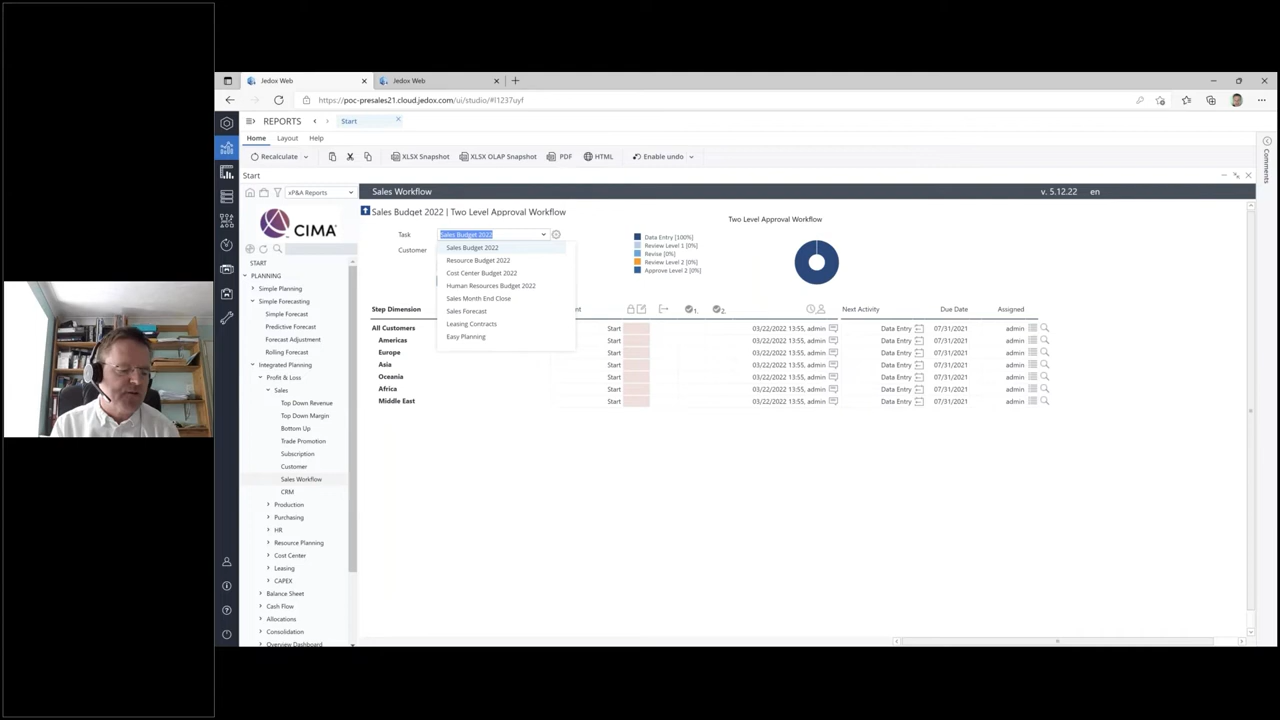 Jedox Web
Jedox Web
https://poc-presales21.cloud.jedox.com/ui/studio/#l1237uyf
REPORTS
Start
Home Layout Help
Recalculate
XLSX Snapshot
XLSX OLAP Snapshot
PDF
HTML
Enable undo
Comments
Start
xP&A Reports
Sales Workflow
v. 5.12.22
en
CIMA
START
PLANNING
Simple Planning
Simple Forecasting
Simple Forecast
Predictive Forecast
Forecast Adjustment
Rolling Forecast
Integrated Planning
Profit & Loss
Sales
Top Down Revenue
Top Down Margin
Bottom Up
Trade Promotion
Subscription
Customer
Sales Workflow
CRM
Production
Purchasing
HR
Resource Planning
Cost Center
Leasing
CAPEX
Balance Sheet
Cash Flow
Allocations
Consolidation
Overview Dashboard
Sales Budget 2022 | Two Level Approval Workflow
Task Sales Budget 2022
Customer
Sales Budget 2022
Resource Budget 2022
Cost Center Budget 2022
Human Resources Budget 2022
Sales Month End Close
Sales Forecast
Leasing Contracts
Easy Planning
Two Level Approval Workflow
Data Entry [100%]
Review Level 1 [0%]
Revise [0%]
Review Level 2 [0%]
Approve Level 2 [0%]
Step Dimension nt 1. 2. Next Activity Due Date Assigned
All Customers Start 03/22/2022 13:55, admin Data Entry 07/31/2021 admin
Americas Start 03/22/2022 13:55, admin Data Entry 07/31/2021 admin
Europe Start 03/22/2022 13:55, admin Data Entry 07/31/2021 admin
Asia Start 03/22/2022 13:55, admin Data Entry 07/31/2021 admin
Oceania Start 03/22/2022 13:55, admin Data Entry 07/31/2021 admin
Africa Start 03/22/2022 13:55, admin Data Entry 07/31/2021 admin
Middle East Start 03/22/2022 13:55, admin Data Entry 07/31/2021 admin